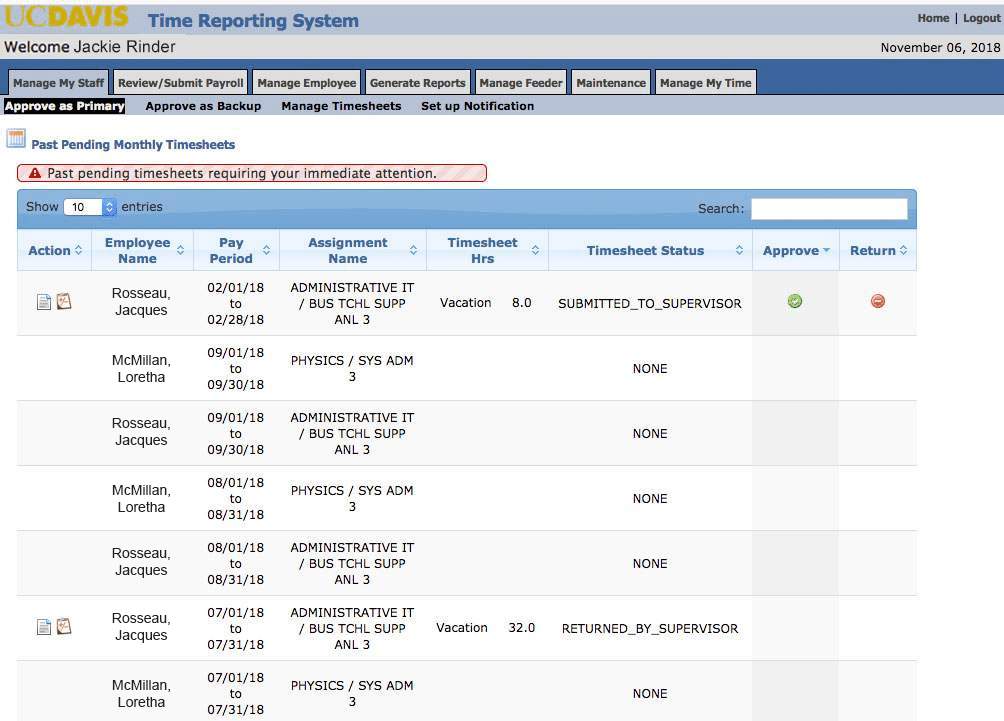 UCDAVIS Time Reporting System
Home | Logout
Welcome Jackie Rinder
November 06, 2018
Manage My Staff Review/Submit Payroll Manage Employee Generate Reports Manage Feeder Maintenance Manage My Time
Approve as Primary Approve as Backup Manage Timesheets Set up Notification
Past Pending Monthly Timesheets
Past pending timesheets requiring your immediate attention.
Show 10 entries
Search:
Action
Employee
Name
Pay
Period
Assignment
Name
Timesheet
Hrs
Timesheet Status
Approve
Return
Rosseau,
Jacques
02/01/18
to
02/28/18
ADMINISTRATIVE IT
/ BUS TCHL SUPP
ANL 3
Vacation 8.0
SUBMITTED_TO_SUPERVISOR
McMillan,
Loretha
09/01/18
to
09/30/18
PHYSICS / SYS ADM
3
NONE
Rosseau,
Jacques
09/01/18
to
09/30/18
ADMINISTRATIVE IT
/ BUS TCHL SUPP
ANL 3
NONE
McMillan,
Loretha
08/01/18
to
08/31/18
PHYSICS / SYS ADM
3
NONE
Rosseau,
Jacques
08/01/18
to
08/31/18
ADMINISTRATIVE IT
/ BUS TCHL SUPP
ANL 3
NONE
Rosseau,
Jacques
07/01/18
to
07/31/18
ADMINISTRATIVE IT
/ BUS TCHL SUPP
ANL 3
Vacation 32.0
RETURNED_BY_SUPERVISOR
McMillan,
Loretha
07/01/18
to
07/31/18
PHYSICS / SYS ADM
3
NONE